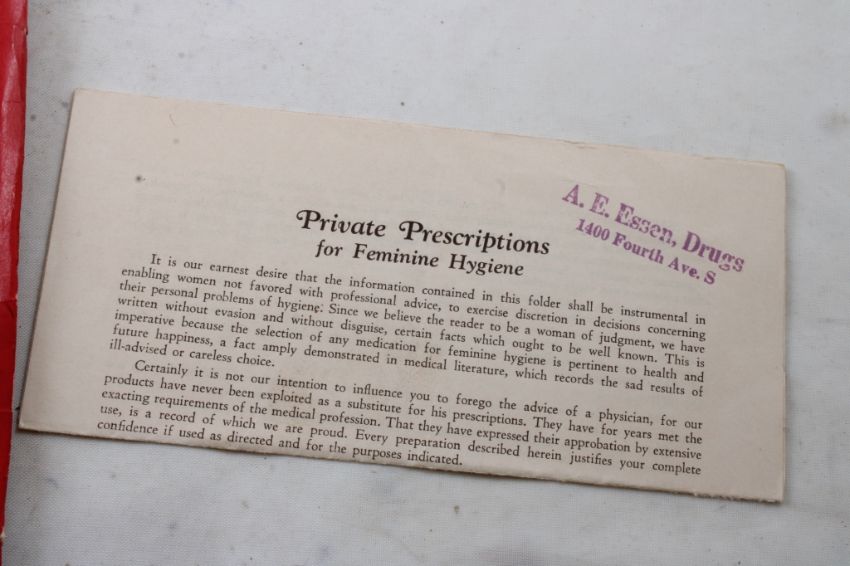 A. E. Essen, Drugs
1400 Fourth Ave. S
Private Prescriptions
for Feminine Hygiene
It is our earnest desire that the information contained in this folder shall be instrumental in
enabling women not favored with professional advice, to exercise discretion in decisions concerning
their personal problems of hygiene. Since we believe the reader to be a woman of judgment, we have
written without evasion and without disguise, certain facts which ought to be well known. This is
imperative because the selection of any medication for feminine hygiene is pertinent to health and
future happiness, a fact amply demonstrated in medical literature, which records the sad results of
ill-advised or careless choice.
Certainly it is not our intention to influence you to forego the advice of a physician, for our
products have never been exploited as a substitute for his prescriptions. They have for years met the
exacting requirements of the medical profession. That they have expressed their approbation by extensive
use, is a record of which we are proud. Every preparation described herein justifies your complete
confidence if used as directed and for the purposes indicated.